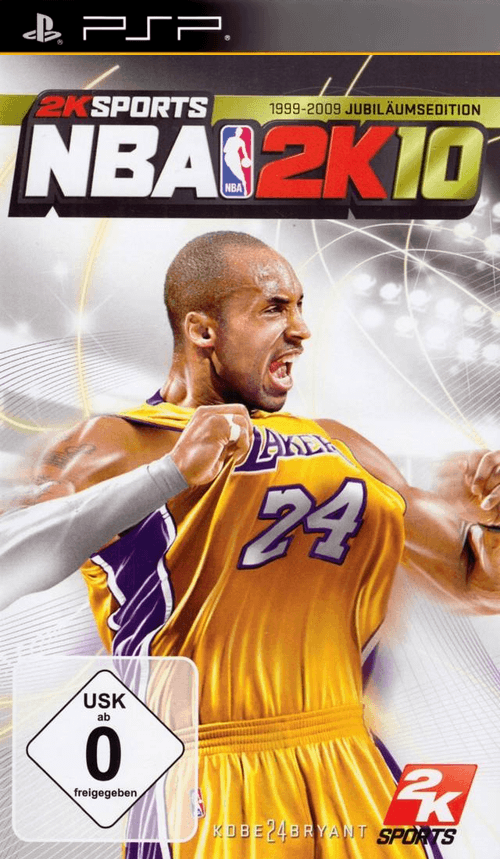 PSP
2K SPORTS
1999-2009 JUBILÄUMSEDITION
NBA 2K10
NBA
LAKERS
24
USK
ab
0
freigegeben
KOBE 24 BRYANT
2K
SPORTS